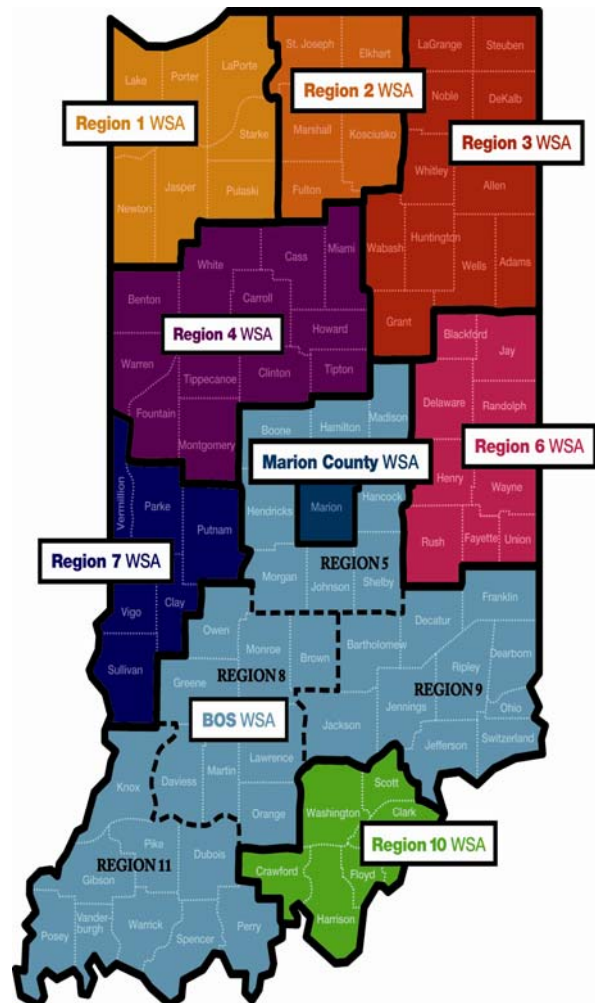 St. Joseph
Elkhart
LaGrange
Steuben
Lake
Porter
LaPorte
Region 2 WSA
Noble
DeKalb
Region 1 WSA
Starke
Marshall
Kosciusko
Region 3 WSA
Whitley
Newton
Jasper
Pulaski
Fulton
Allen
Wabash
Huntington
Wells
Adams
White
Cass
Miami
Benton
Carroll
Grant
Region 4 WSA
Howard
Blackford
Jay
Warren
Tippecanoe
Clinton
Tipton
Fountain
Montgomery
Boone
Hamilton
Madison
Delaware
Randolph
Marion County WSA
Region 6 WSA
Vermillion
Parke
Putnam
Hendricks
Marion
Hancock
Henry
Wayne
Region 7 WSA
REGION 5
Rush
Fayette
Union
Morgan
Johnson
Shelby
Vigo
Clay
Owen
Monroe
Brown
Bartholomew
Decatur
Franklin
Sullivan
Greene
REGION 8
Ripley
Dearborn
REGION 9
Jennings
Ohio
BOS WSA
Jackson
Jefferson
Switzerland
Knox
Daviess
Martin
Lawrence
Scott
Washington
Clark
Orange
Pike
Dubois
Region 10 WSA
REGION 11
Gibson
Crawford
Floyd
Harrison
Posey
Vander-
burgh
Warrick
Spencer
Perry